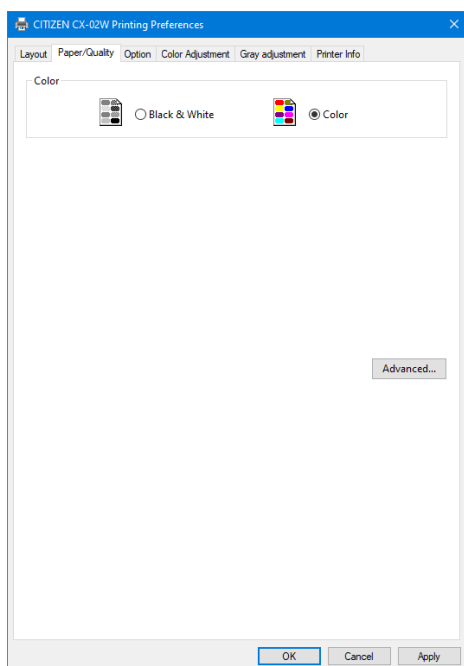 CITIZEN CX-02W Printing Preferences
Layout Paper/Quality Option Color Adjustment Gray adjustment Printer Info
Color
Black & White Color
Advanced...
OK Cancel Apply